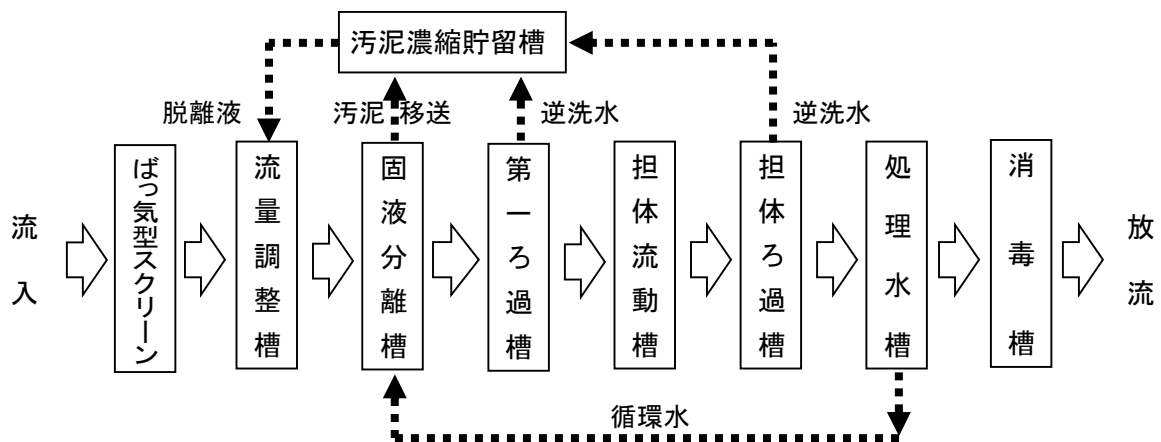 汚泥濃縮貯留槽
脱離液
汚泥 移送
逆洗水
逆洗水
流入
ばっ気型スクリーン
流量調整槽
固液分離槽
第一ろ過槽
担体流動槽
担体ろ過槽
処理水槽
消毒槽
放流
循環水